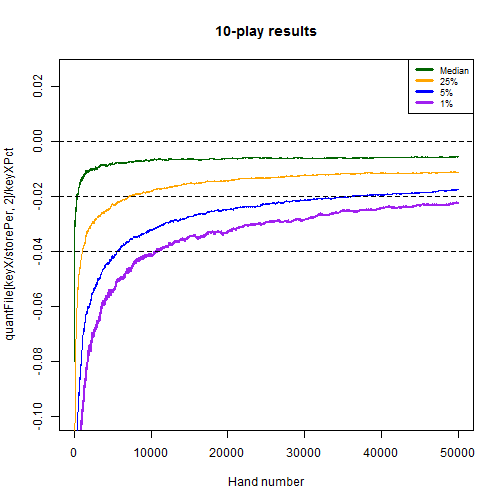 10-play results
Median
25%
5%
1%
quantFile[keyX/storePer, 2]/keyXPct
0.02
0.00
-0.02
-0.04
-0.06
-0.08
-0.10
0 10000 20000 30000 40000 50000
Hand number